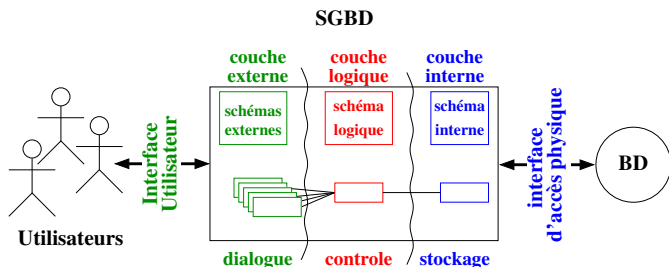 SGBD
couche
externe
couche
logique
couche
interne
schémas
externes
schéma
logique
schéma
interne
Interface
Utilisateur
interface
d'accès physique
BD
Utilisateurs
dialogue
controle
stockage